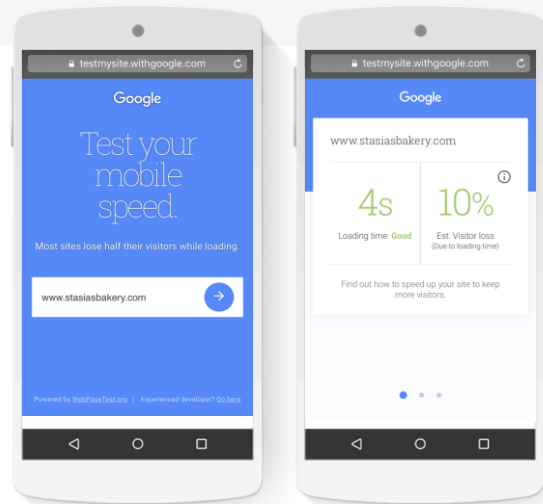 testmysite.withgoogle.com
Google
Test your
mobile
speed.
Most sites lose half their visitors while loading.
www.stasiasbakery.com
Powered by WebPageTest.org | Experienced developer? Go here
testmysite.withgoogle.com
Google
www.stasiasbakery.com
4s
Loading time: Good
10%
Est. Visitor loss
(Due to loading time)
Find out how to speed up your site to keep
more visitors.